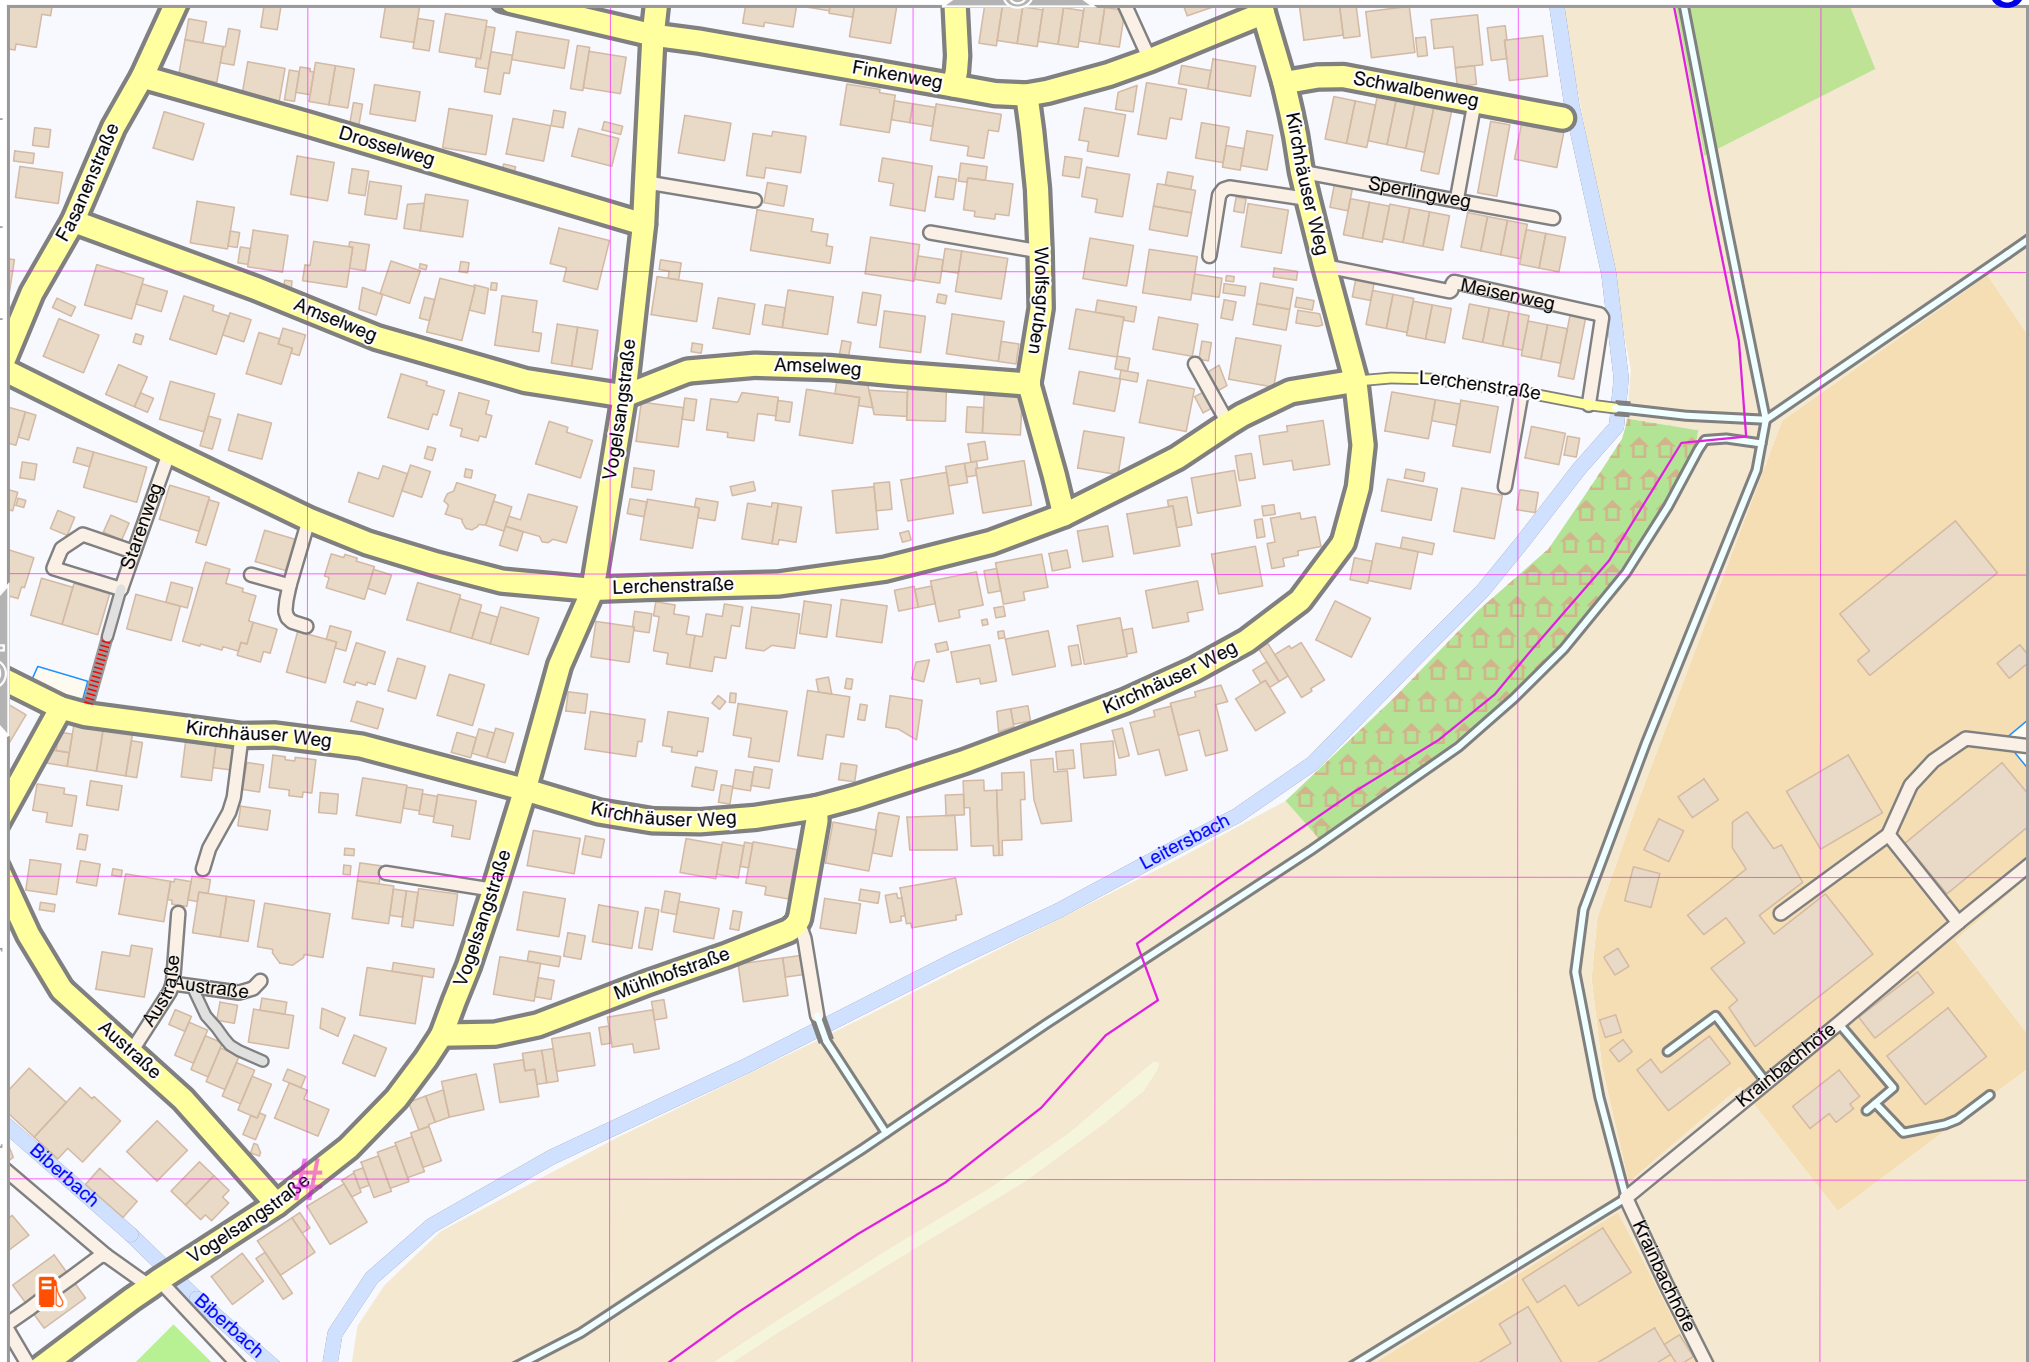 Finkenweg
Schwalbenweg
Drosselweg
Fasanenstraße
Kirchhäuser Weg
Sperlingweg
Wolfsgruben
Meisenweg
Amselweg
Amselweg
Vogelsangstraße
Lerchenstraße
Starenweg
Lerchenstraße
Kirchhäuser Weg
Kirchhäuser Weg
Kirchhäuser Weg
Leitersbach
Vogelsangstraße
Mühlhofstraße
Austraße
Austraße
Austraße
Krainbachhöfe
Biberbach
Vogelsangstraße
Krainbachhöfe
Biberbach